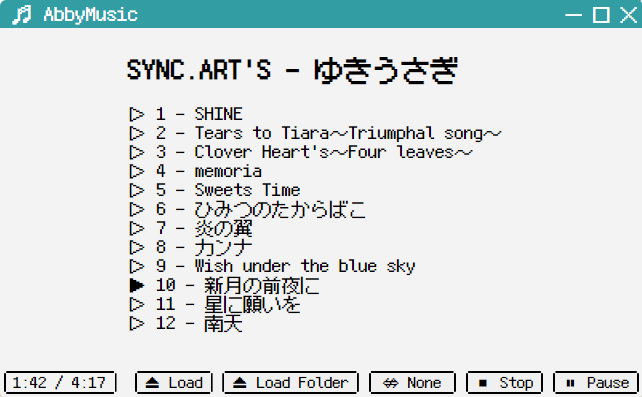 AbbyMusic
SYNC.ART'S - ゆきうさぎ
1 - SHINE
2 - Tears to Tiara～Triumphal song～
3 - Clover Heart's～Four leaves～
4 - memoria
5 - Sweets Time
6 - ひみつのたからばこ
7 - 炎の翼
8 - カンナ
9 - Wish under the blue sky
10 - 新月の前夜に
11 - 星に願いを
12 - 南天
1:42 / 4:17 Load Load Folder None Stop Pause